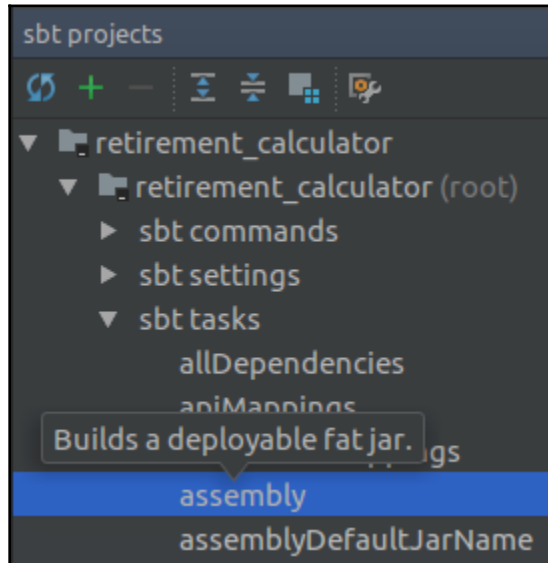 sbt projects
retirement_calculator
retirement_calculator (root)
sbt commands
sbt settings
sbt tasks
allDependencies
apiMappings
Builds a deployable fat jar.
assembly
assemblyDefaultJarName